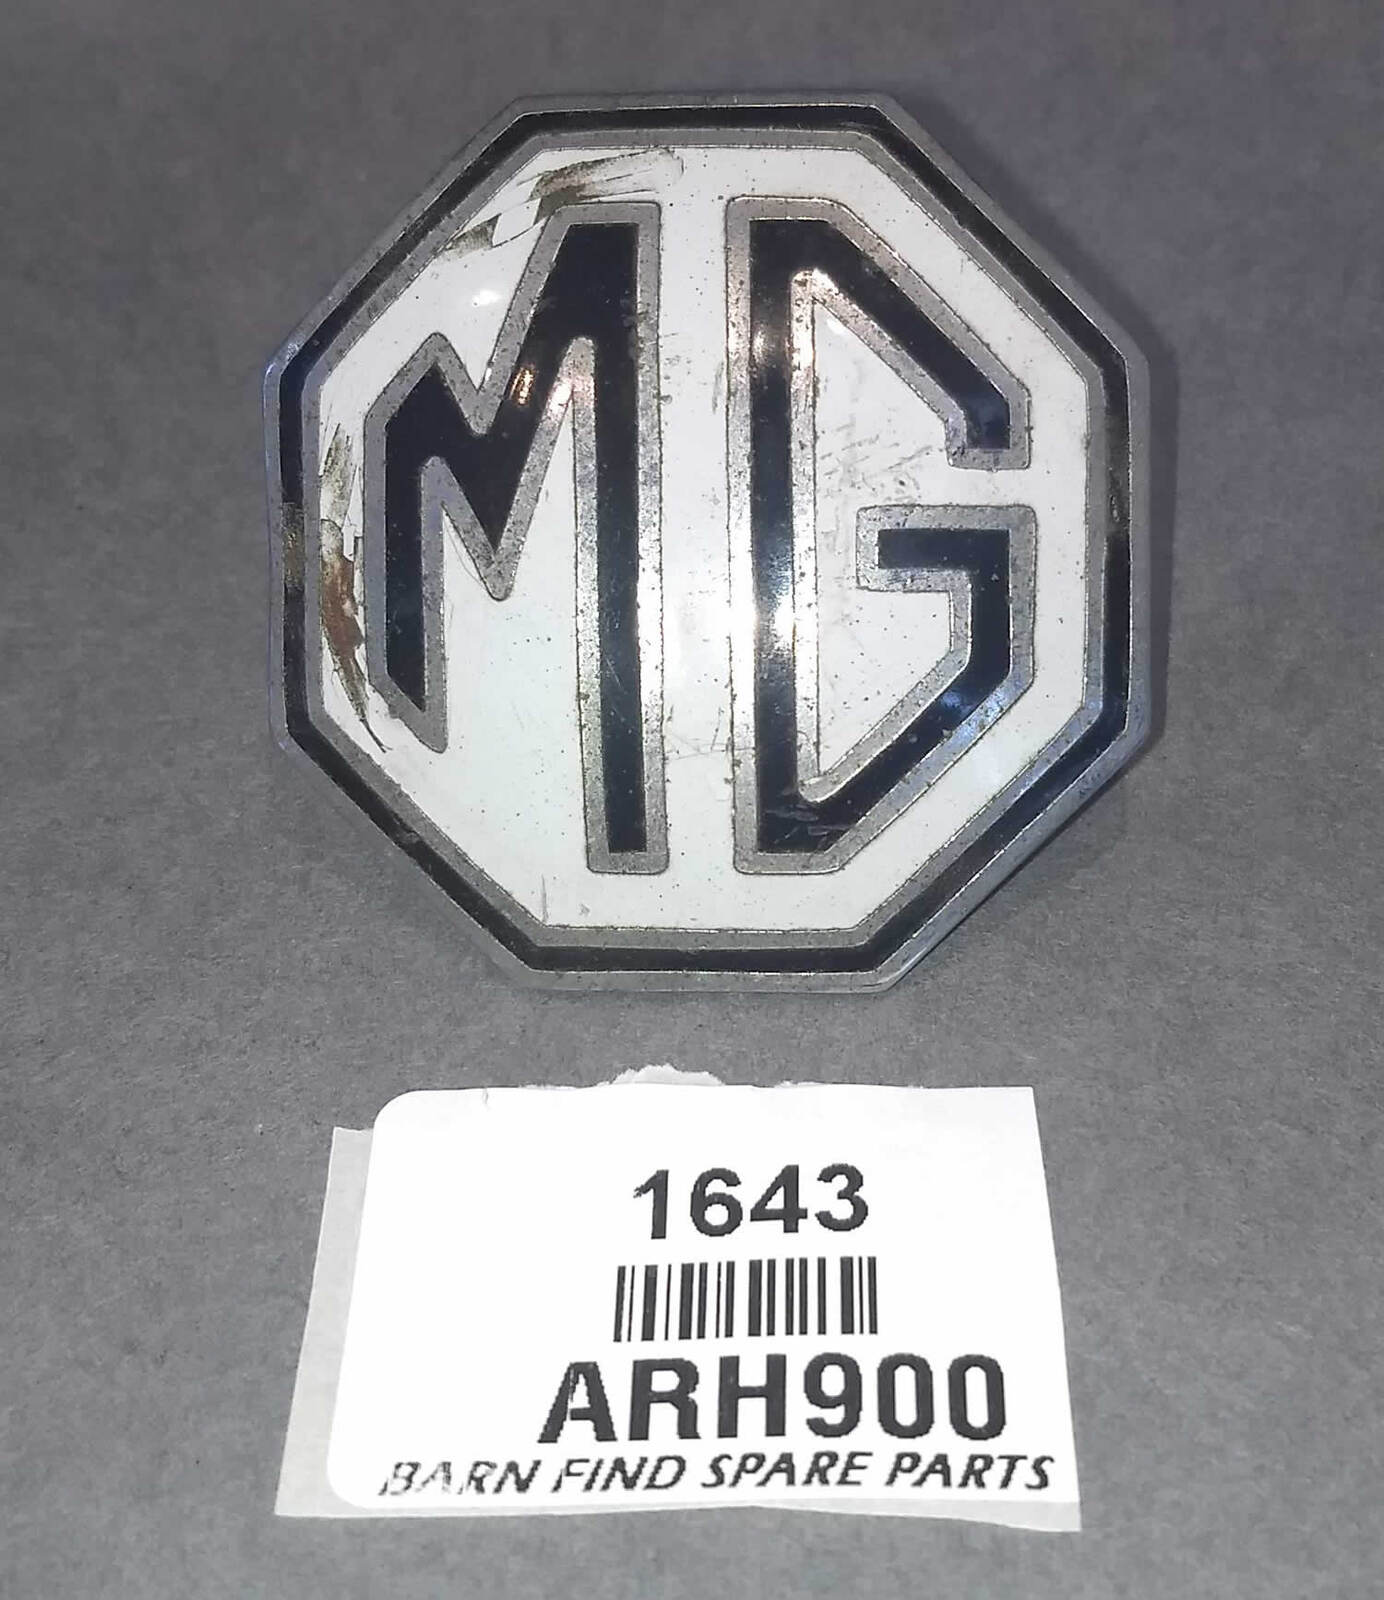 MG
1643
ARH900
BARN FIND SPARE PARTS